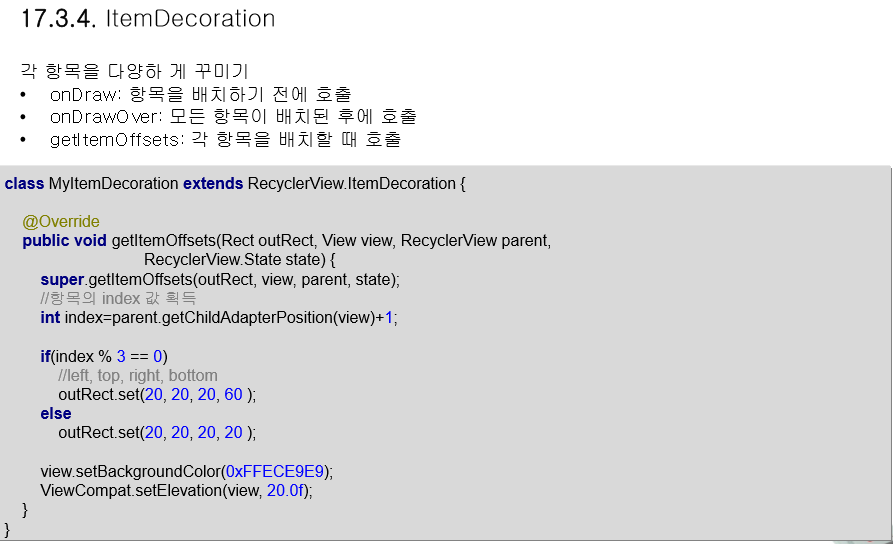 17.3.4. ItemDecoration
각 항목을 다양하 게 꾸미기
• onDraw: 항목을 배치하기 전에 호출
• onDrawOver: 모든 항목이 배치된 후에 호출
• getItemOffsets: 각 항목을 배치할 때 호출
class MyItemDecoration extends RecyclerView.ItemDecoration {
@Override
public void getItemOffsets(Rect outRect, View view, RecyclerView parent,
RecyclerView.State state) {
super.getItemOffsets(outRect, view, parent, state);
//항목의 index 값 획득
int index=parent.getChildAdapterPosition(view)+1;
if(index % 3 == 0)
//left, top, right, bottom
outRect.set(20, 20, 20, 60 );
else
outRect.set(20, 20, 20, 20 );
view.setBackgroundColor(0xFFECE9E9);
ViewCompat.setElevation(view, 20.0f);
}
}